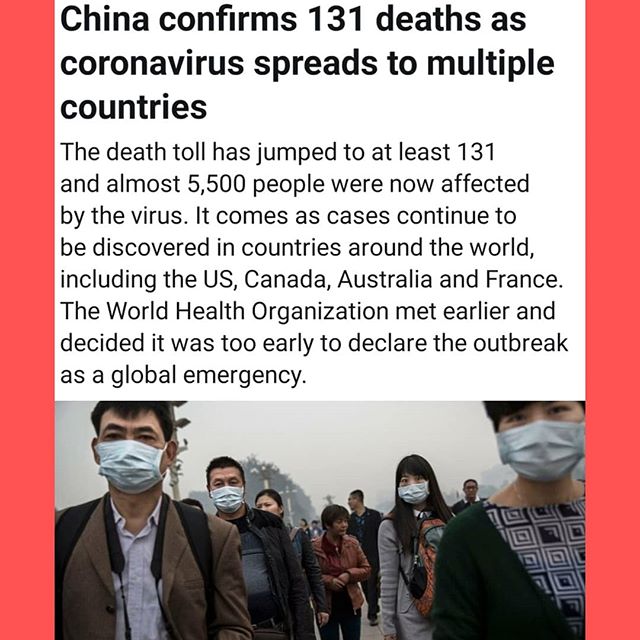 China confirms 131 deaths as
coronavirus spreads to multiple
countries
The death toll has jumped to at least 131
and almost 5,500 people were now affected
by the virus. It comes as cases continue to
be discovered in countries around the world,
including the US, Canada, Australia and France.
The World Health Organization met earlier and
decided it was too early to declare the outbreak
as a global emergency.